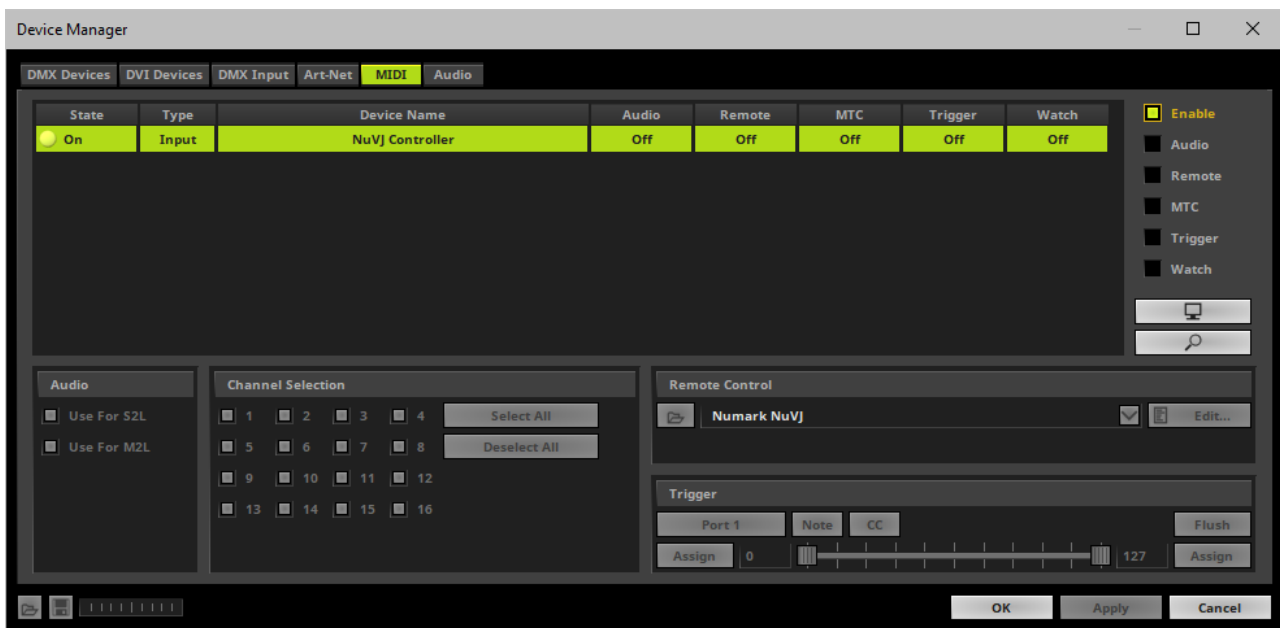 Device Manager
DMX Devices DVI Devices DMX Input Art-Net MIDI Audio
State Type Device Name Audio Remote MTC Trigger Watch
On Input NuVJ Controller Off Off Off Off Off
Enable
Audio
Remote
MTC
Trigger
Watch
Audio
Use For S2L
Use For M2L
Channel Selection
1 2 3 4 Select All
5 6 7 8 Deselect All
9 10 11 12
13 14 15 16
Remote Control
Numark NuVJ Edit...
Trigger
Port 1 Note CC Flush
Assign 0 127 Assign
OK Apply Cancel